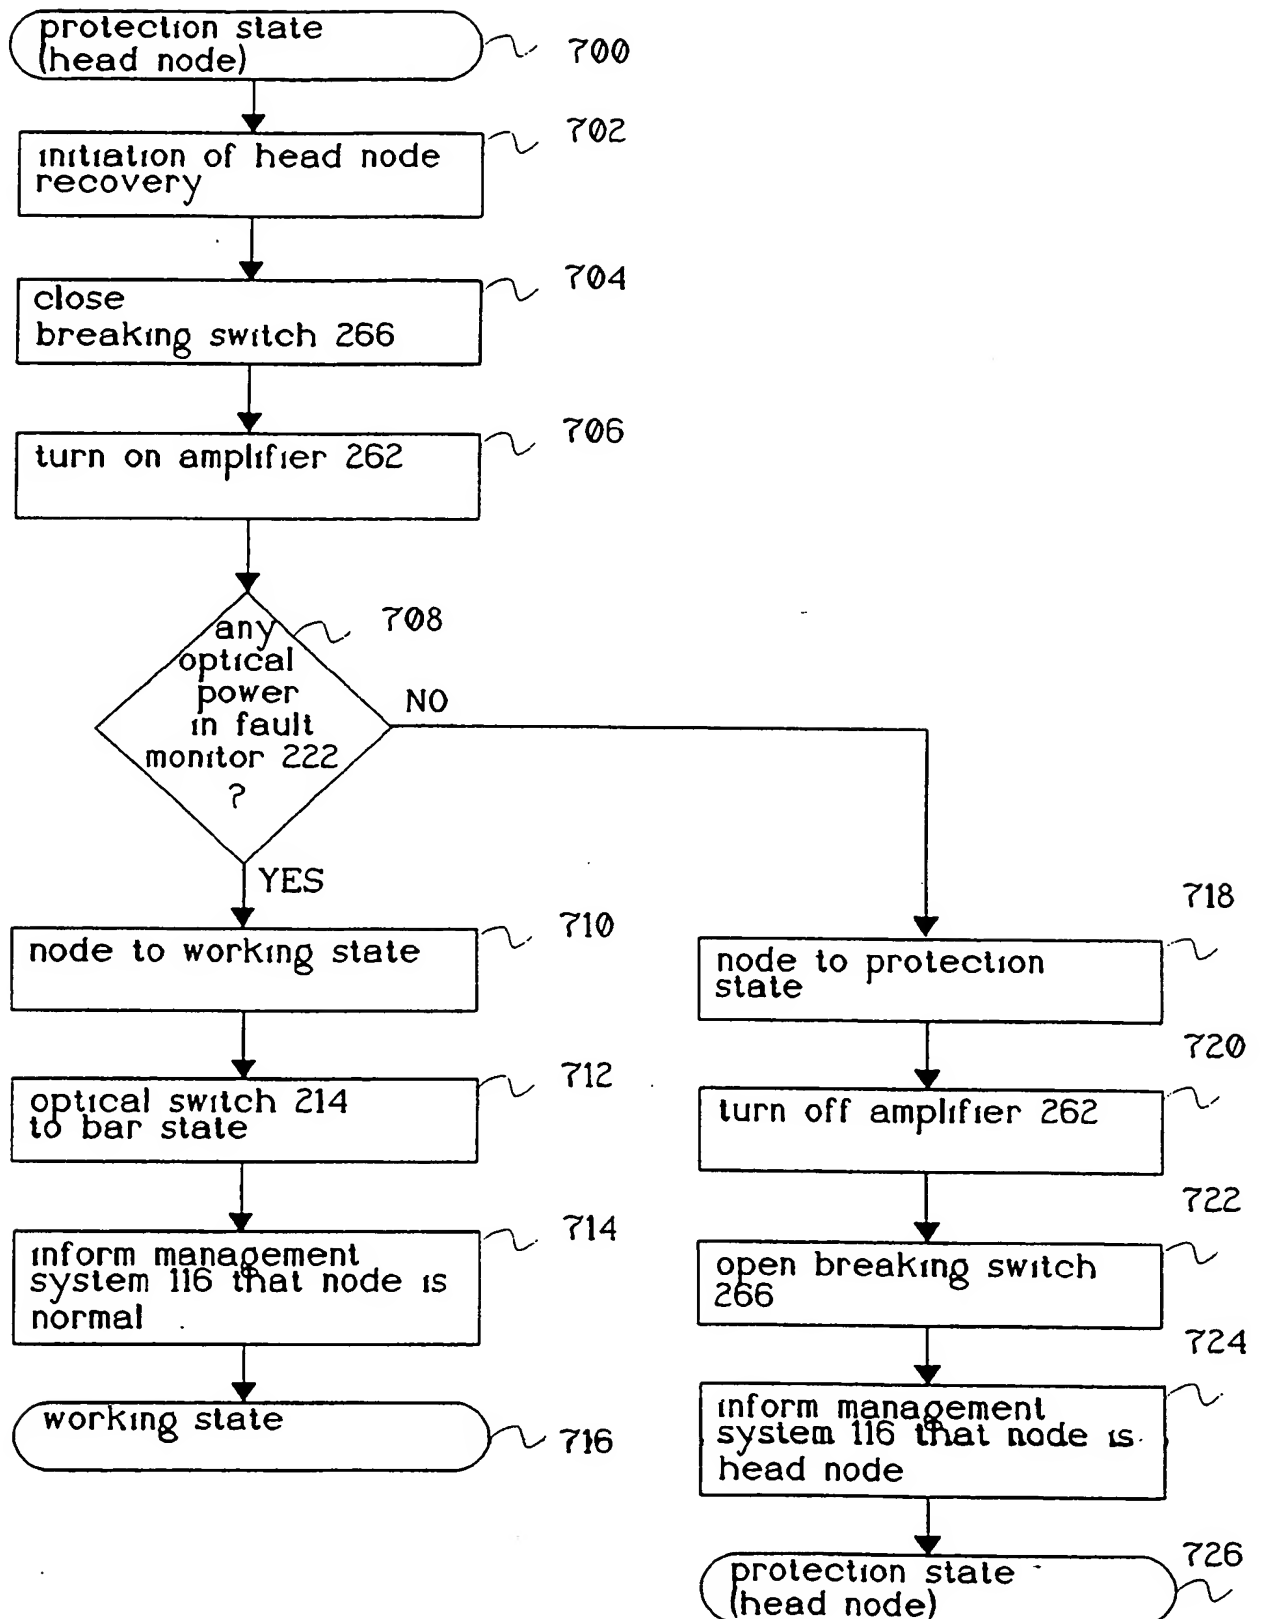 protection state
(head node)
700
702
initiation of head node
recovery
704
close
breaking switch 266
706
turn on amplifier 262
708
any
optical
power
in fault
monitor 222
?
NO
YES
710
node to working state
712
optical switch 214
to bar state
714
inform management
system 116 that node is
normal
working state
716
718
node to protection
state
720
turn off amplifier 262
722
open breaking switch
266
724
inform management
system 116 that node is
head node
726
protection state
(head node)